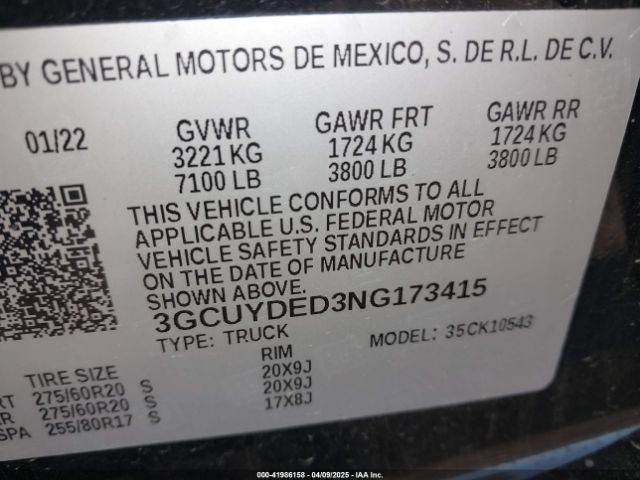 BY GENERAL MOTORS DE MEXICO, S. DE R.L. DE C.V.
01/22 GVWR GAWR FRT GAWR RR
3221 KG 1724 KG 1724 KG
7100 LB 3800 LB 3800 LB
THIS VEHICLE CONFORMS TO ALL
APPLICABLE U.S. FEDERAL MOTOR
VEHICLE SAFETY STANDARDS IN EFFECT
ON THE DATE OF MANUFACTURE
SHOWN ABOVE.
3GCUYDED3NG173415
TYPE: TRUCK MODEL: 35CK10543
TIRE SIZE RIM
RT 275/60R20 S 20X9J
RR 275/60R20 S 20X9J
SPA 255/80R17 S 17X8J
000-41986158 - 04/09/2025 - IAA Inc.